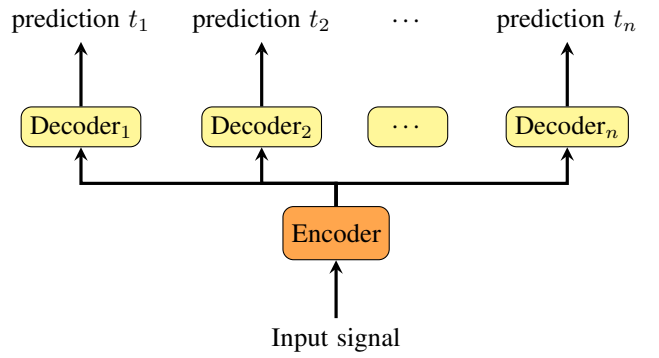 prediction t₁ prediction t₂ ⋯ prediction tₙ
Decoder₁ Decoder₂ ⋯ Decoderₙ
Encoder
Input signal